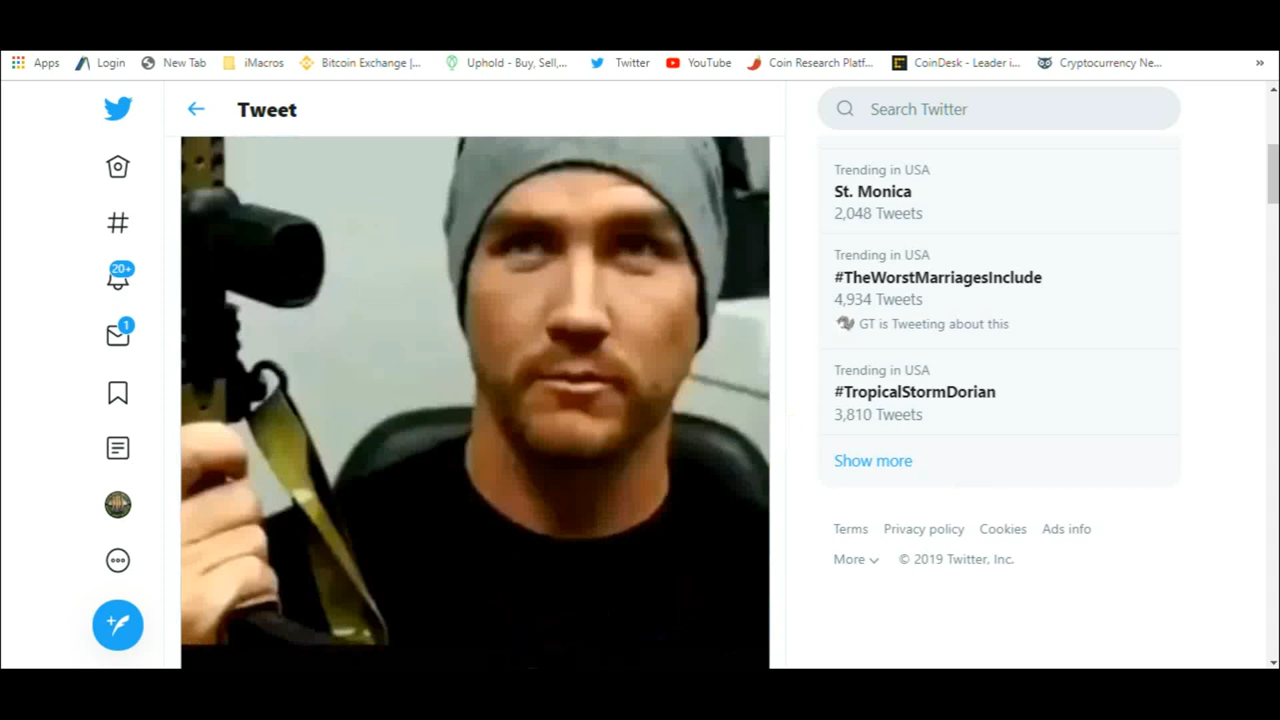 Apps Login New Tab iMacros Bitcoin Exchange |... Uphold - Buy, Sell,... Twitter YouTube Coin Research Platf... CoinDesk - Leader i... Cryptocurrency Ne... »
Tweet
Search Twitter
Trending in USA
St. Monica
2,048 Tweets
Trending in USA
#TheWorstMarriagesInclude
4,934 Tweets
GT is Tweeting about this
Trending in USA
#TropicalStormDorian
3,810 Tweets
Show more
Terms Privacy policy Cookies Ads info
More © 2019 Twitter, Inc.
20+
1